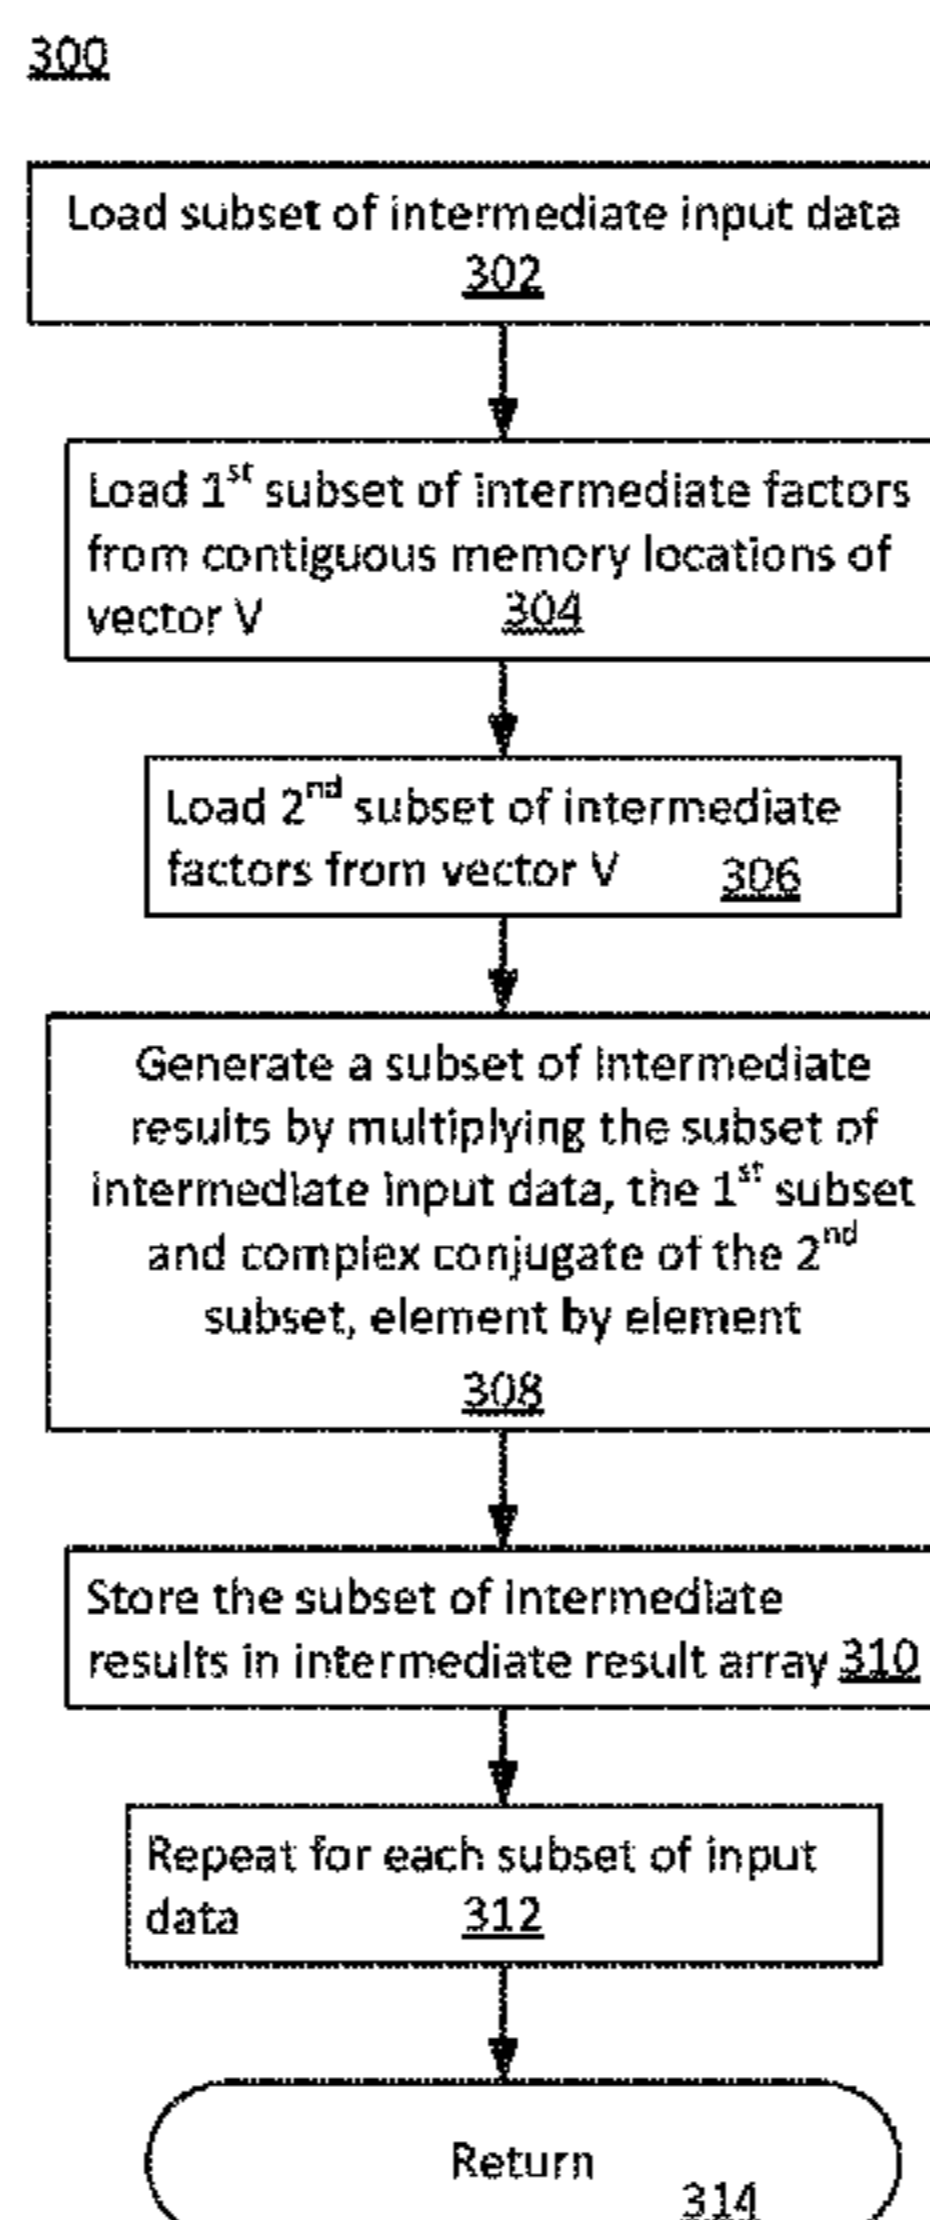 300
Load subset of intermediate input data
302
Load 1st subset of intermediate factors
from contiguous memory locations of
vector V 304
Load 2nd subset of intermediate
factors from vector V 306
Generate a subset of intermediate
results by multiplying the subset of
intermediate input data, the 1st subset
and complex conjugate of the 2nd
subset, element by element
308
Store the subset of intermediate
results in intermediate result array 310
Repeat for each subset of input
data 312
Return
314